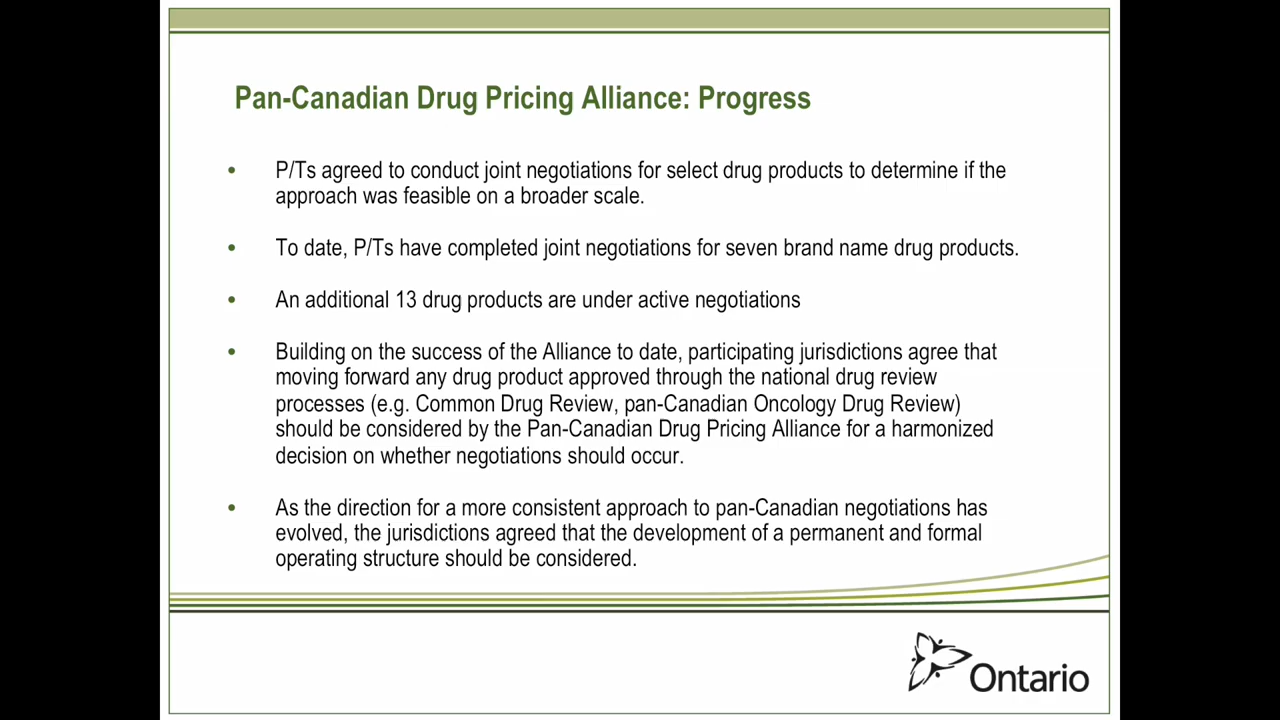 Pan-Canadian Drug Pricing Alliance: Progress
• P/Ts agreed to conduct joint negotiations for select drug products to determine if the
approach was feasible on a broader scale.
• To date, P/Ts have completed joint negotiations for seven brand name drug products.
• An additional 13 drug products are under active negotiations
• Building on the success of the Alliance to date, participating jurisdictions agree that
moving forward any drug product approved through the national drug review
processes (e.g. Common Drug Review, pan-Canadian Oncology Drug Review)
should be considered by the Pan-Canadian Drug Pricing Alliance for a harmonized
decision on whether negotiations should occur.
• As the direction for a more consistent approach to pan-Canadian negotiations has
evolved, the jurisdictions agreed that the development of a permanent and formal
operating structure should be considered.
Ontario